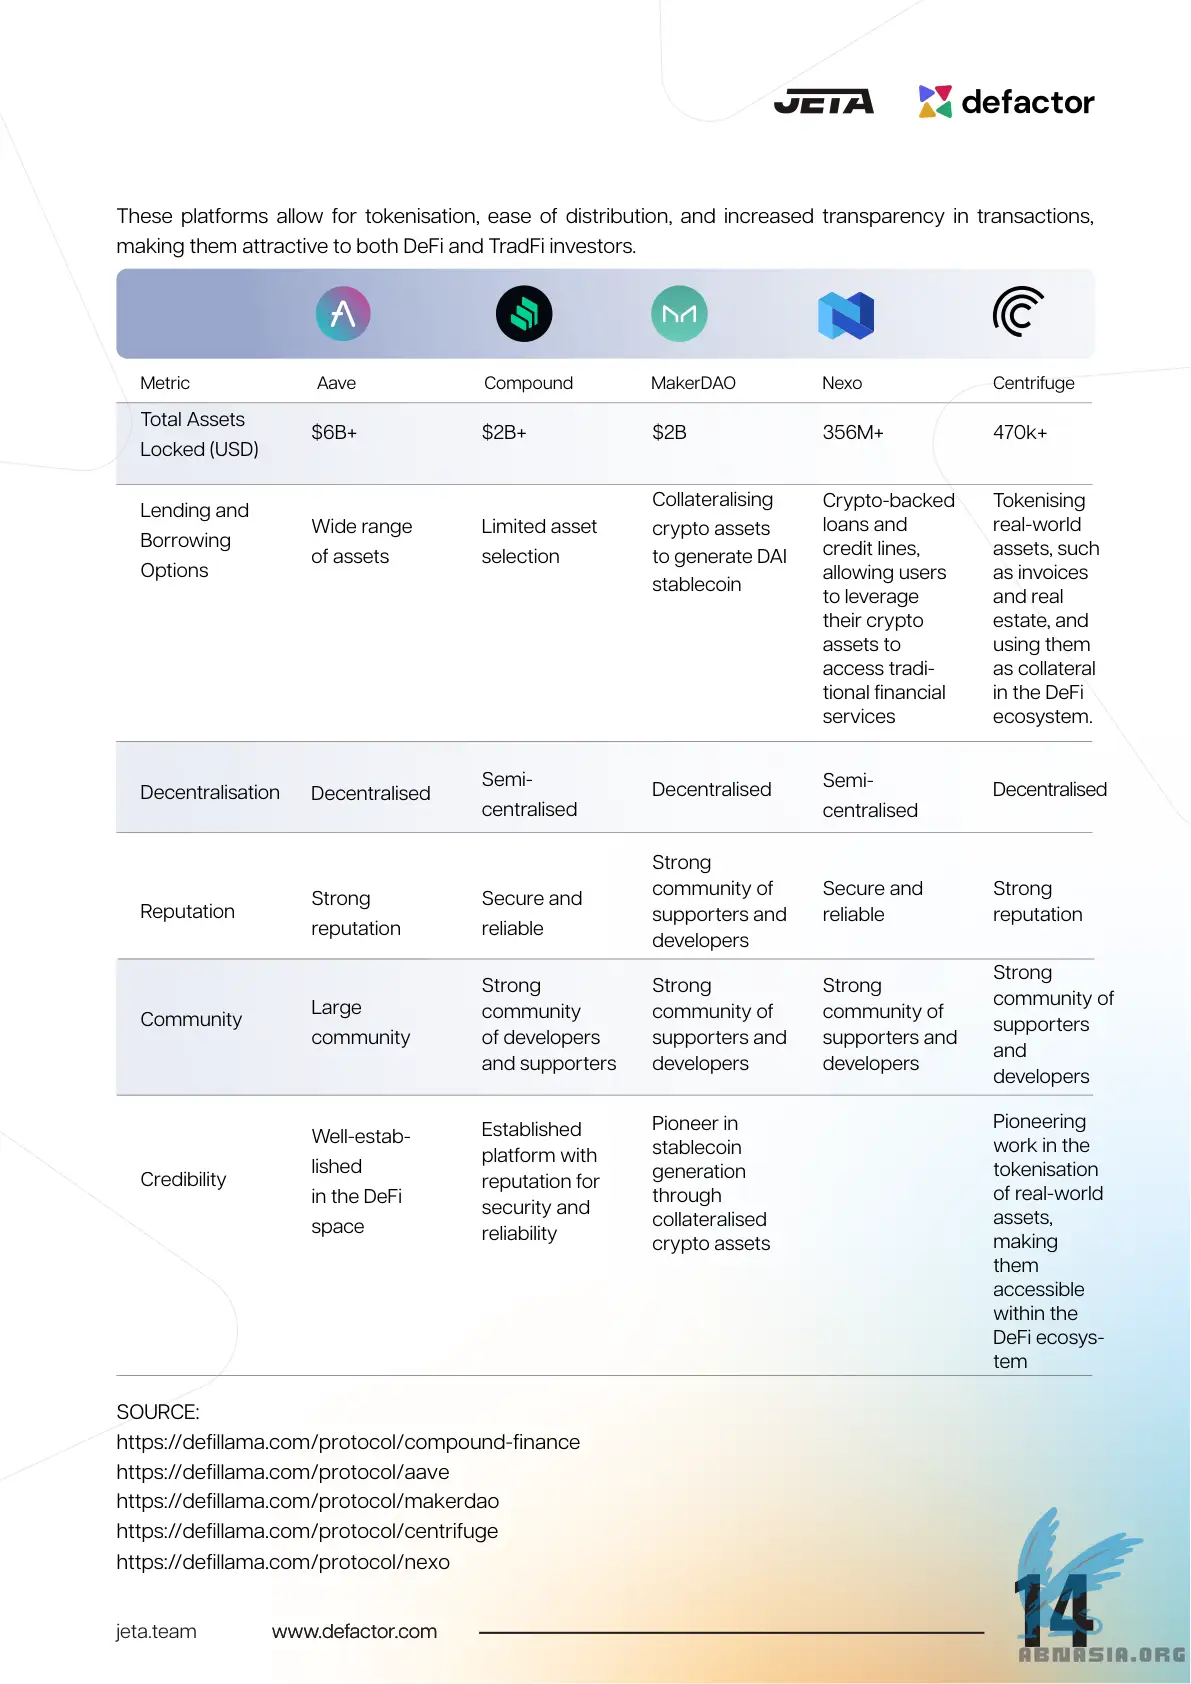 JETA defactor
These platforms allow for tokenisation, ease of distribution, and increased transparency in transactions,
making them attractive to both DeFi and TradFi investors.
Metric Aave Compound MakerDAO Nexo Centrifuge
Total Assets
Locked (USD)
$6B+
$2B+
$2B
356M+
470k+
Lending and
Borrowing
Options
Wide range
of assets
Limited asset
selection
Collateralising
crypto assets
to generate DAI
stablecoin
Crypto-backed
loans and
credit lines,
allowing users
to leverage
their crypto
assets to
access tradi-
tional financial
services
Tokenising
real-world
assets, such
as invoices
and real
estate, and
using them
as collateral
in the DeFi
ecosystem.
Decentralisation
Decentralised
Semi-
centralised
Decentralised
Semi-
centralised
Decentralised
Reputation
Strong
reputation
Secure and
reliable
Strong
community of
supporters and
developers
Secure and
reliable
Strong
reputation
Community
Large
community
Strong
community
of developers
and supporters
Strong
community of
supporters and
developers
Strong
community of
supporters and
developers
Strong
community of
supporters
and
developers
Credibility
Well-estab-
lished
in the DeFi
space
Established
platform with
reputation for
security and
reliability
Pioneer in
stablecoin
generation
through
collateralised
crypto assets
Pioneering
work in the
tokenisation
of real-world
assets,
making
them
accessible
within the
DeFi ecosys-
tem
SOURCE:
https://defillama.com/protocol/compound-finance
https://defillama.com/protocol/aave
https://defillama.com/protocol/makerdao
https://defillama.com/protocol/centrifuge
https://defillama.com/protocol/nexo
jeta.team www.defactor.com 14
ABNASIA.ORG